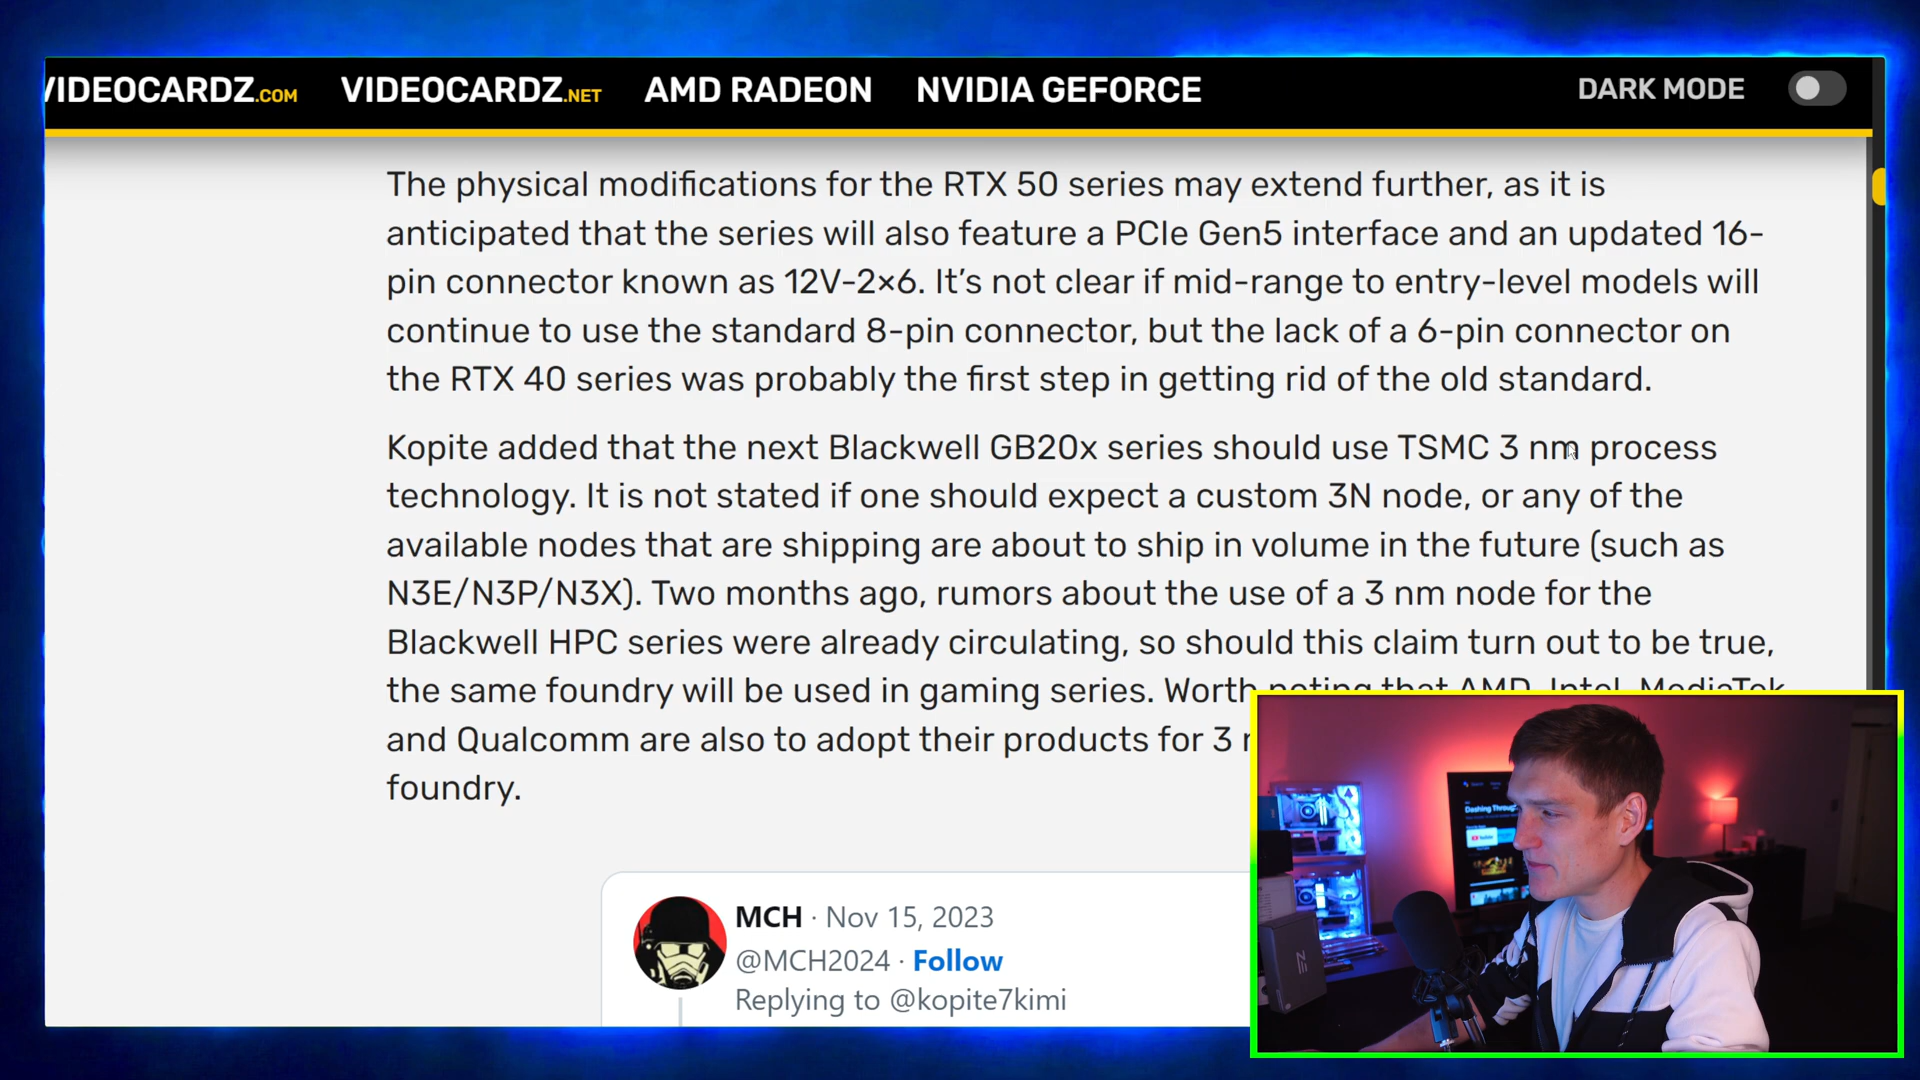 VIDEOCARDZ.COM VIDEOCARDZ.NET AMD RADEON NVIDIA GEFORCE DARK MODE
The physical modifications for the RTX 50 series may extend further, as it is
anticipated that the series will also feature a PCIe Gen5 interface and an updated 16-
pin connector known as 12V-2×6. It’s not clear if mid-range to entry-level models will
continue to use the standard 8-pin connector, but the lack of a 6-pin connector on
the RTX 40 series was probably the first step in getting rid of the old standard.
Kopite added that the next Blackwell GB20x series should use TSMC 3 nm process
technology. It is not stated if one should expect a custom 3N node, or any of the
available nodes that are shipping are about to ship in volume in the future (such as
N3E/N3P/N3X). Two months ago, rumors about the use of a 3 nm node for the
Blackwell HPC series were already circulating, so should this claim turn out to be true,
the same foundry will be used in gaming series. Worth noting that AMD, Intel, MediaTek
and Qualcomm are also to adopt their products for 3
foundry.
MCH · Nov 15, 2023
@MCH2024 · Follow
Replying to @kopite7kimi
Dashing Throug